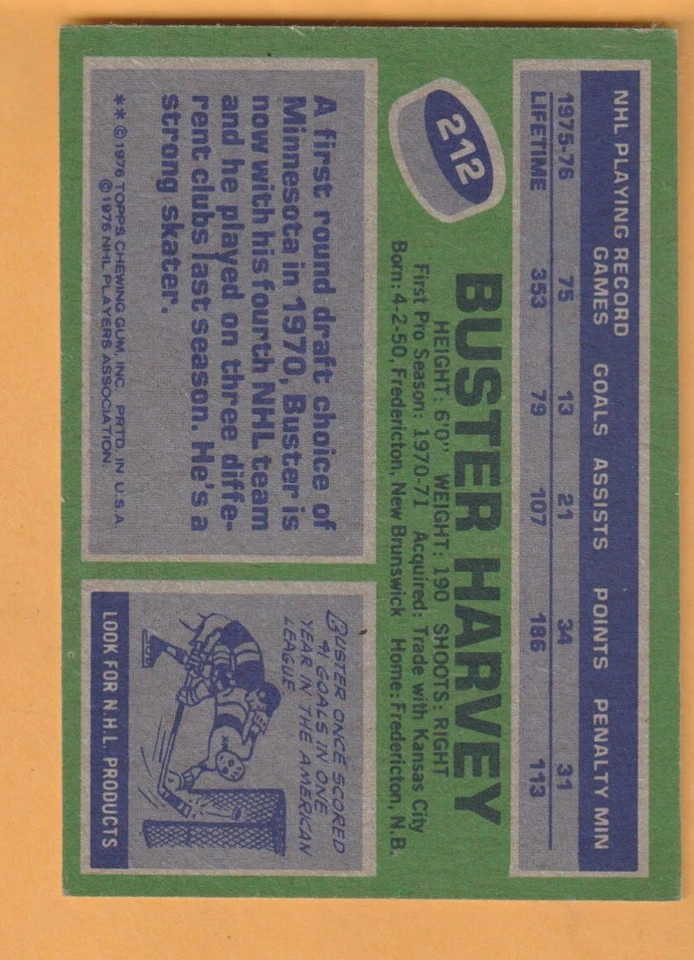 NHL PLAYING RECORD
GAMES GOALS ASSISTS POINTS PENALTY MIN
1975-76 75 13 21 34 31
LIFETIME 353 79 107 186 113
212
BUSTER HARVEY
HEIGHT: 6'0" WEIGHT: 190 SHOOTS: RIGHT
First Pro Season: 1970-71 Acquired: Trade with Kansas City
Born: 4-2-50, Fredericton, New Brunswick Home: Fredericton, N.B.
A first round draft choice of
Minnesota in 1970, Buster is
now with his fourth NHL team
and he played on three diffe-
rent clubs last season. He's a
strong skater.
** ©1976 TOPPS CHEWING GUM, INC. PRTD. IN U.S.A.
©1976 NHL PLAYERS ASSOCIATION
BUSTER ONCE SCORED
41 GOALS IN ONE
YEAR IN THE AMERICAN
LEAGUE
LOOK FOR N.H.L. PRODUCTS